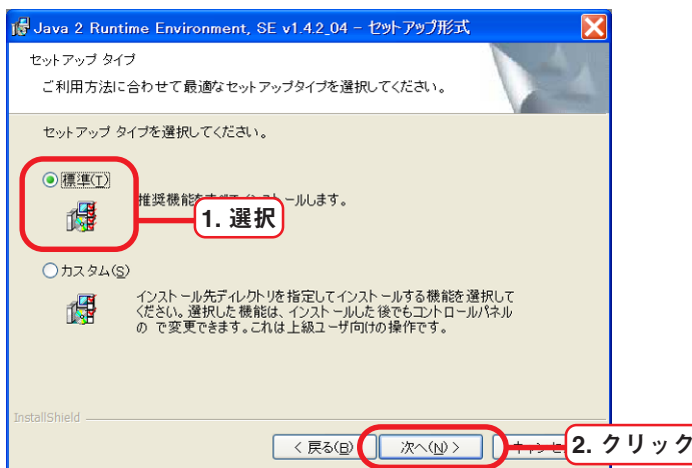 Java 2 Runtime Environment, SE v1.4.2_04 - セットアップ形式
セットアップ タイプ
ご利用方法に合わせて最適なセットアップタイプを選択してください。
セットアップ タイプを選択してください。
標準(T)
推奨機能を ールします。
1. 選択
カスタム(S)
インストール先ディレクトリを指定してインストールする機能を選択して
ください。選択した機能は、インストールした後でもコントロールパネル
の で変更できます。これは上級ユーザ向けの操作です。
InstallShield
< 戻る(B)
次へ(N) >
2. クリック